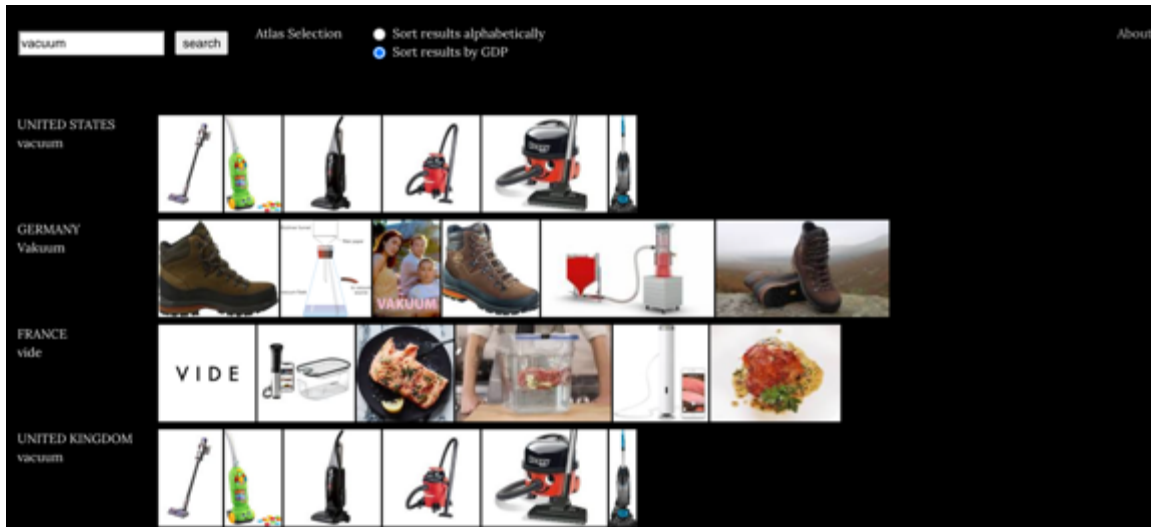 vacuum
search
Atlas Selection
Sort results alphabetically
Sort results by GDP
About
UNITED STATES
vacuum
GERMANY
Vakuum
VAKUUM
FRANCE
vide
VIDE
UNITED KINGDOM
vacuum